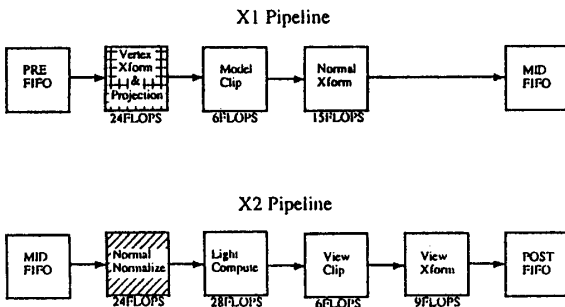 X1 Pipeline
PRE
FIFO
Vertex
Xform
&
Projection
24FLOPS
Model
Clip
6FLOPS
Normal
Xform
15FLOPS
MID
FIFO
X2 Pipeline
MID
FIFO
Normal
Normalize
24FLOPS
Light
Compute
28FLOPS
View
Clip
6FLOPS
View
Xform
9FLOPS
POST
FIFO